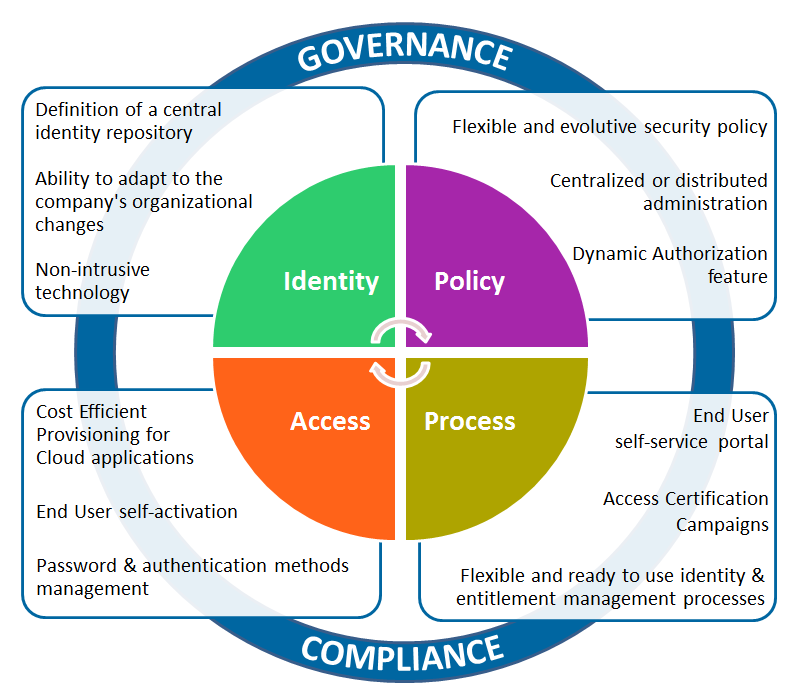 GOVERNANCE
Definition of a central
identity repository
Ability to adapt to the
company's organizational
changes
Non-intrusive
technology
Flexible and evolutive security policy
Centralized or distributed
administration
Dynamic Authorization
feature
Identity
Policy
Access
Process
Cost Efficient
Provisioning for
Cloud applications
End User self-activation
Password & authentication methods
management
End User
self-service portal
Access Certification
Campaigns
Flexible and ready to use identity &
entitlement management processes
COMPLIANCE